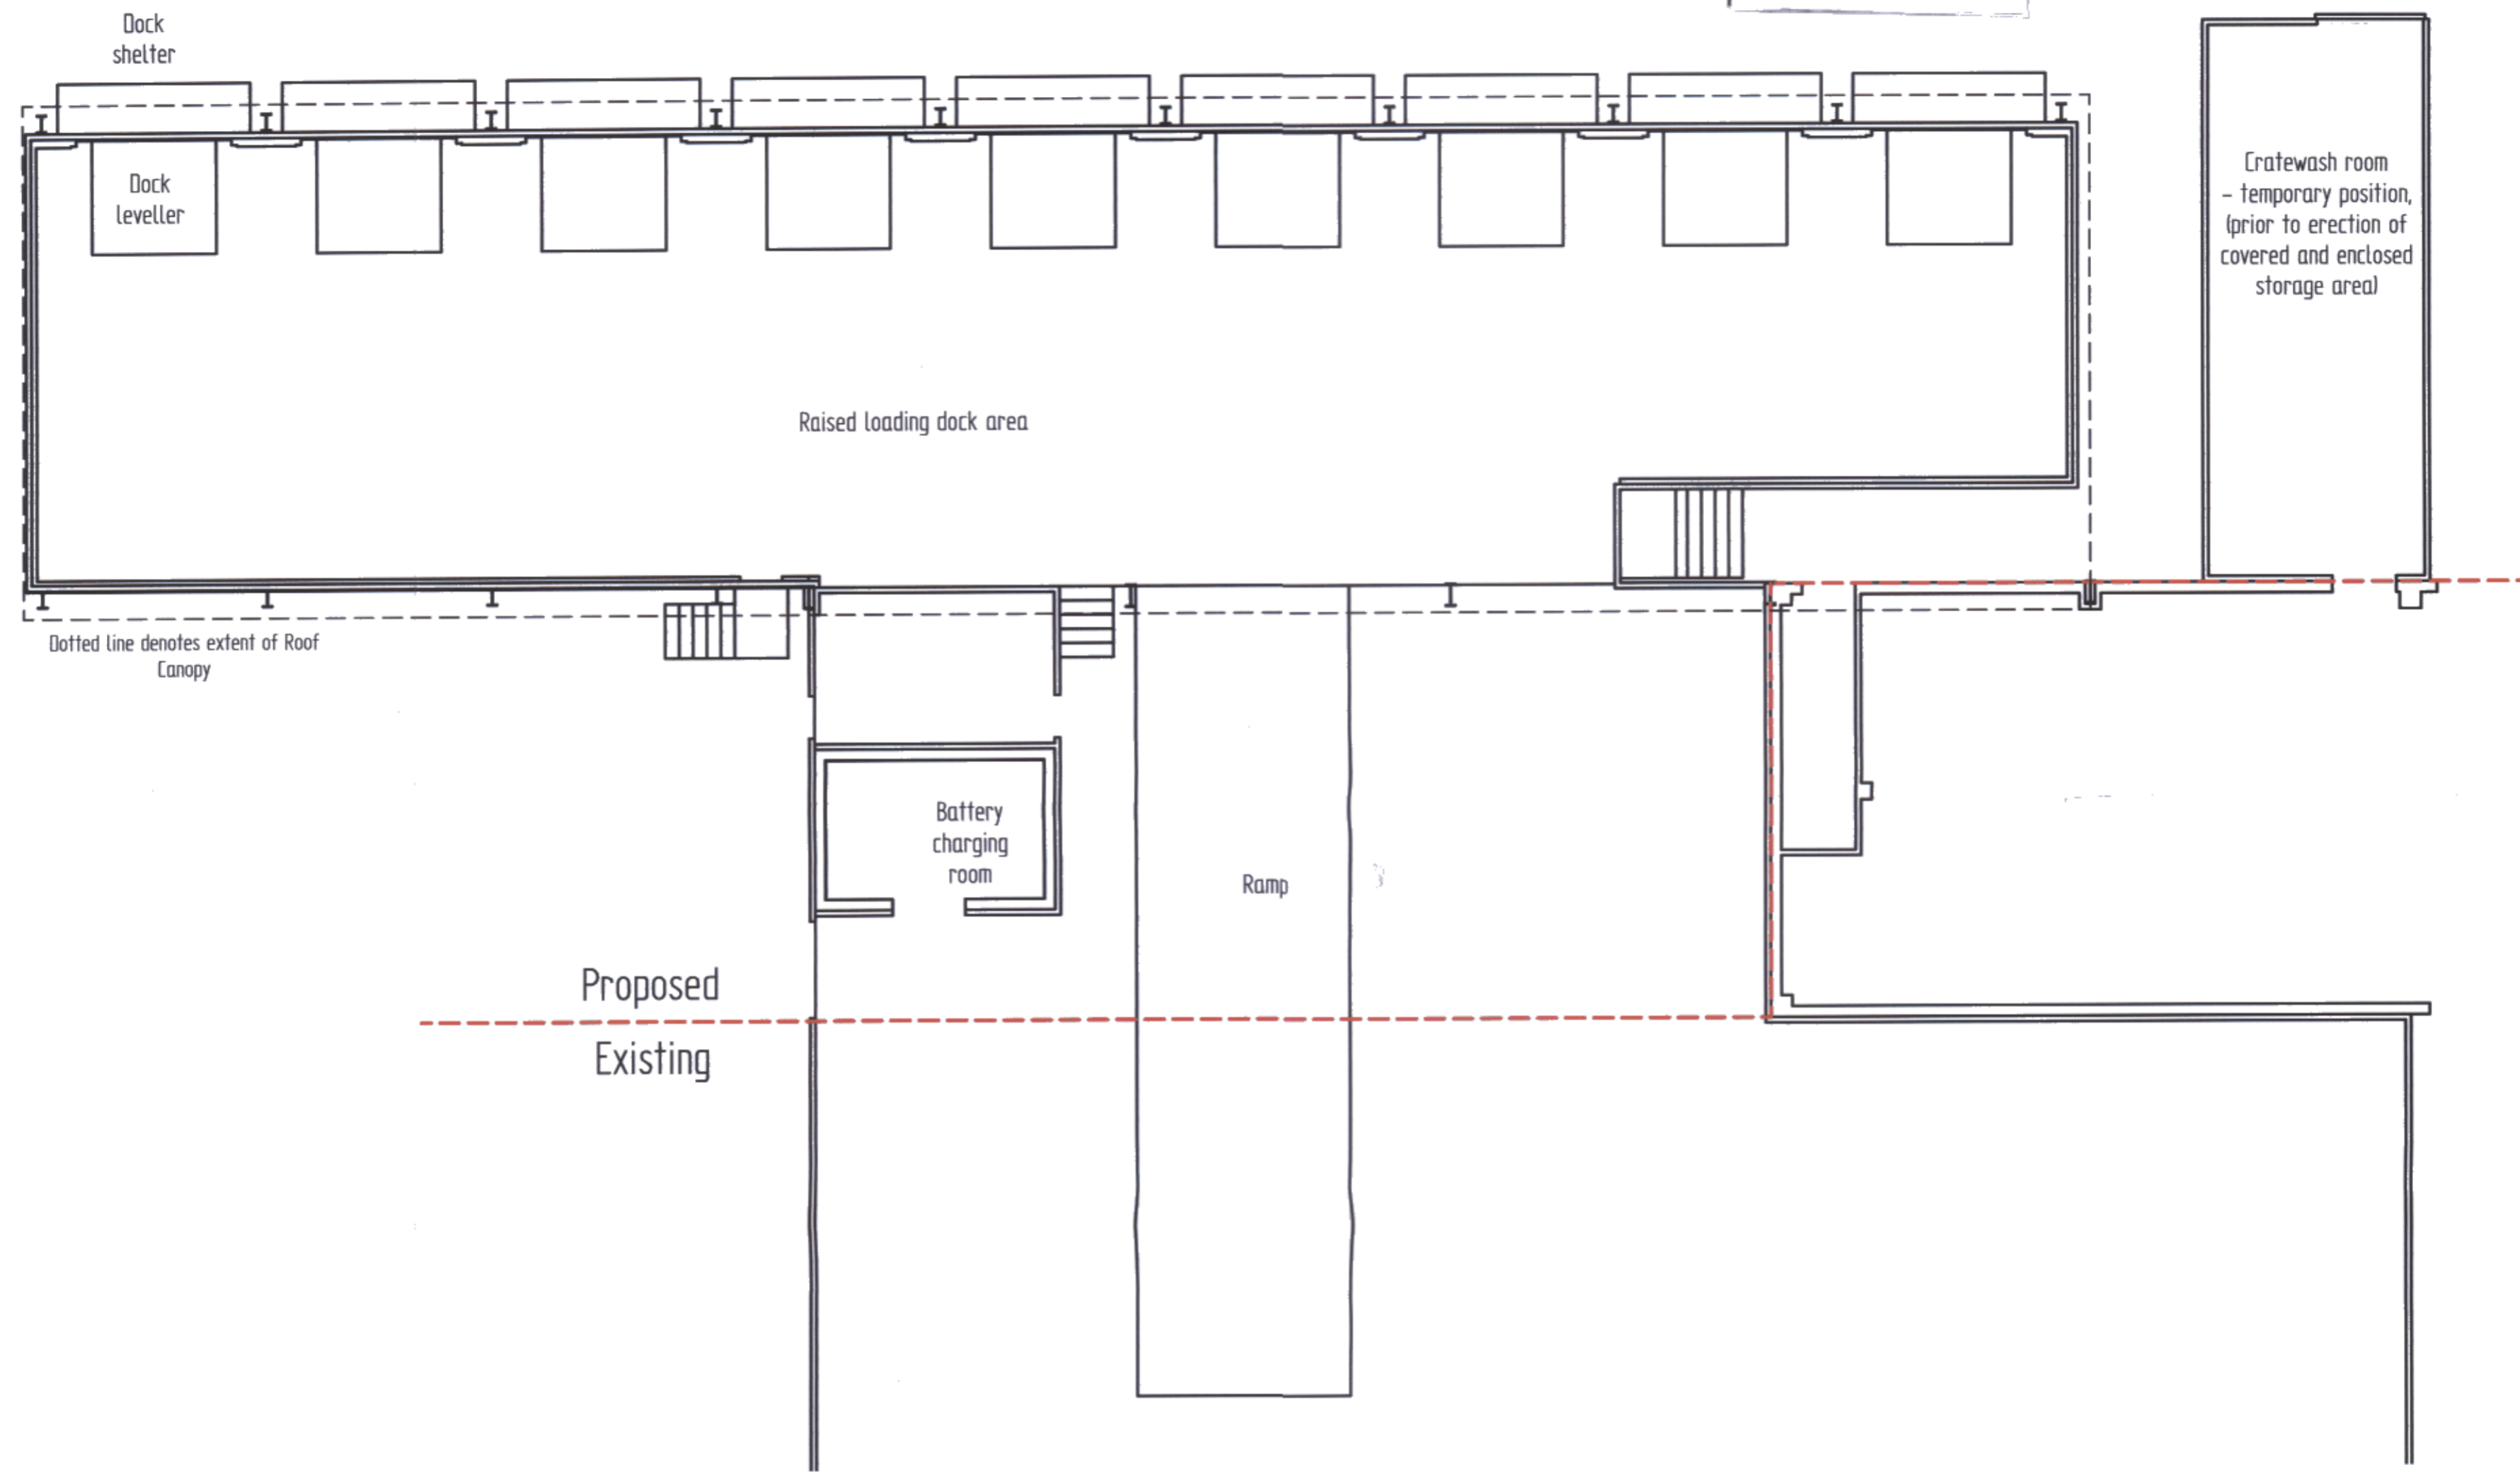 Dock
shelter
Dock
leveller
Cratewash room
- temporary position,
(prior to erection of
covered and enclosed
storage area)
Raised loading dock area
Dotted line denotes extent of Roof
Canopy
Battery
charging
room
Ramp
Proposed
Existing